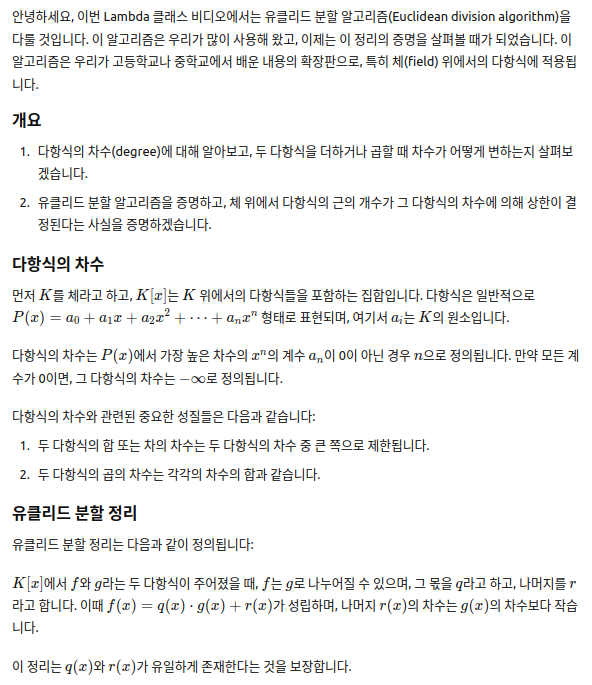 안녕하세요, 이번 Lambda 클래스 비디오에서는 유클리드 분할 알고리즘(Euclidean division algorithm)을
다룰 것입니다. 이 알고리즘은 우리가 많이 사용해 왔고, 이제는 이 정리의 증명을 살펴볼 때가 되었습니다. 이
알고리즘은 우리가 고등학교나 중학교에서 배운 내용의 확장판으로, 특히 체(field) 위에서의 다항식에 적용됩
니다.
개요
1. 다항식의 차수(degree)에 대해 알아보고, 두 다항식을 더하거나 곱할 때 차수가 어떻게 변하는지 살펴보
겠습니다.
2. 유클리드 분할 알고리즘을 증명하고, 체 위에서 다항식의 근의 개수가 그 다항식의 차수에 의해 상한이 결
정된다는 사실을 증명하겠습니다.
다항식의 차수
먼저 K를 체라고 하고, K[x]는 K 위에서의 다항식들을 포함하는 집합입니다. 다항식은 일반적으로
P(x) = a₀ + a₁x + a₂x² + ⋯ + aₙxⁿ 형태로 표현되며, 여기서 aᵢ는 K의 원소입니다.
다항식의 차수는 P(x)에서 가장 높은 차수의 xⁿ의 계수 aₙ이 0이 아닌 경우 n으로 정의됩니다. 만약 모든 계
수가 0이면, 그 다항식의 차수는 −∞로 정의됩니다.
다항식의 차수와 관련된 중요한 성질들은 다음과 같습니다:
1. 두 다항식의 합 또는 차의 차수는 두 다항식의 차수 중 큰 쪽으로 제한됩니다.
2. 두 다항식의 곱의 차수는 각각의 차수의 합과 같습니다.
유클리드 분할 정리
유클리드 분할 정리는 다음과 같이 정의됩니다:
K[x]에서 f와 g라는 두 다항식이 주어졌을 때, f는 g로 나누어질 수 있으며, 그 몫을 q라고 하고, 나머지를 r
라고 합니다. 이때 f(x) = q(x) · g(x) + r(x)가 성립하며, 나머지 r(x)의 차수는 g(x)의 차수보다 작습
니다.
이 정리는 q(x)와 r(x)가 유일하게 존재한다는 것을 보장합니다.